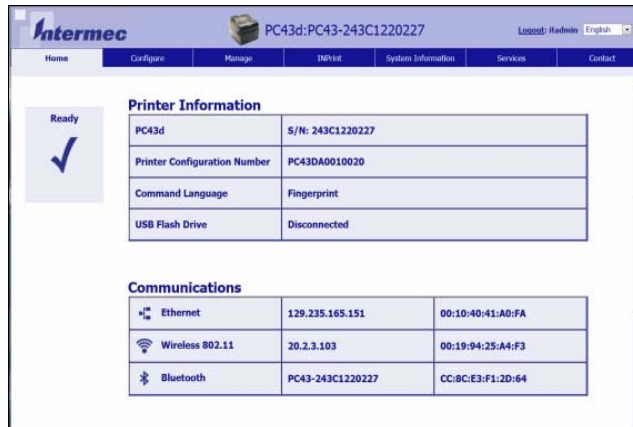 Intermec PC43d:PC43-243C1220227 Logout: itadmin English
Home Configure Manage INPrint System Information Services Contact
Ready
Printer Information
PC43d S/N: 243C1220227
Printer Configuration Number PC43DA0010020
Command Language Fingerprint
USB Flash Drive Disconnected
Communications
Ethernet 129.235.165.151 00:10:40:41:A0:FA
Wireless 802.11 20.2.3.103 00:19:94:25:A4:F3
Bluetooth PC43-243C1220227 CC:8C:E3:F1:2D:64